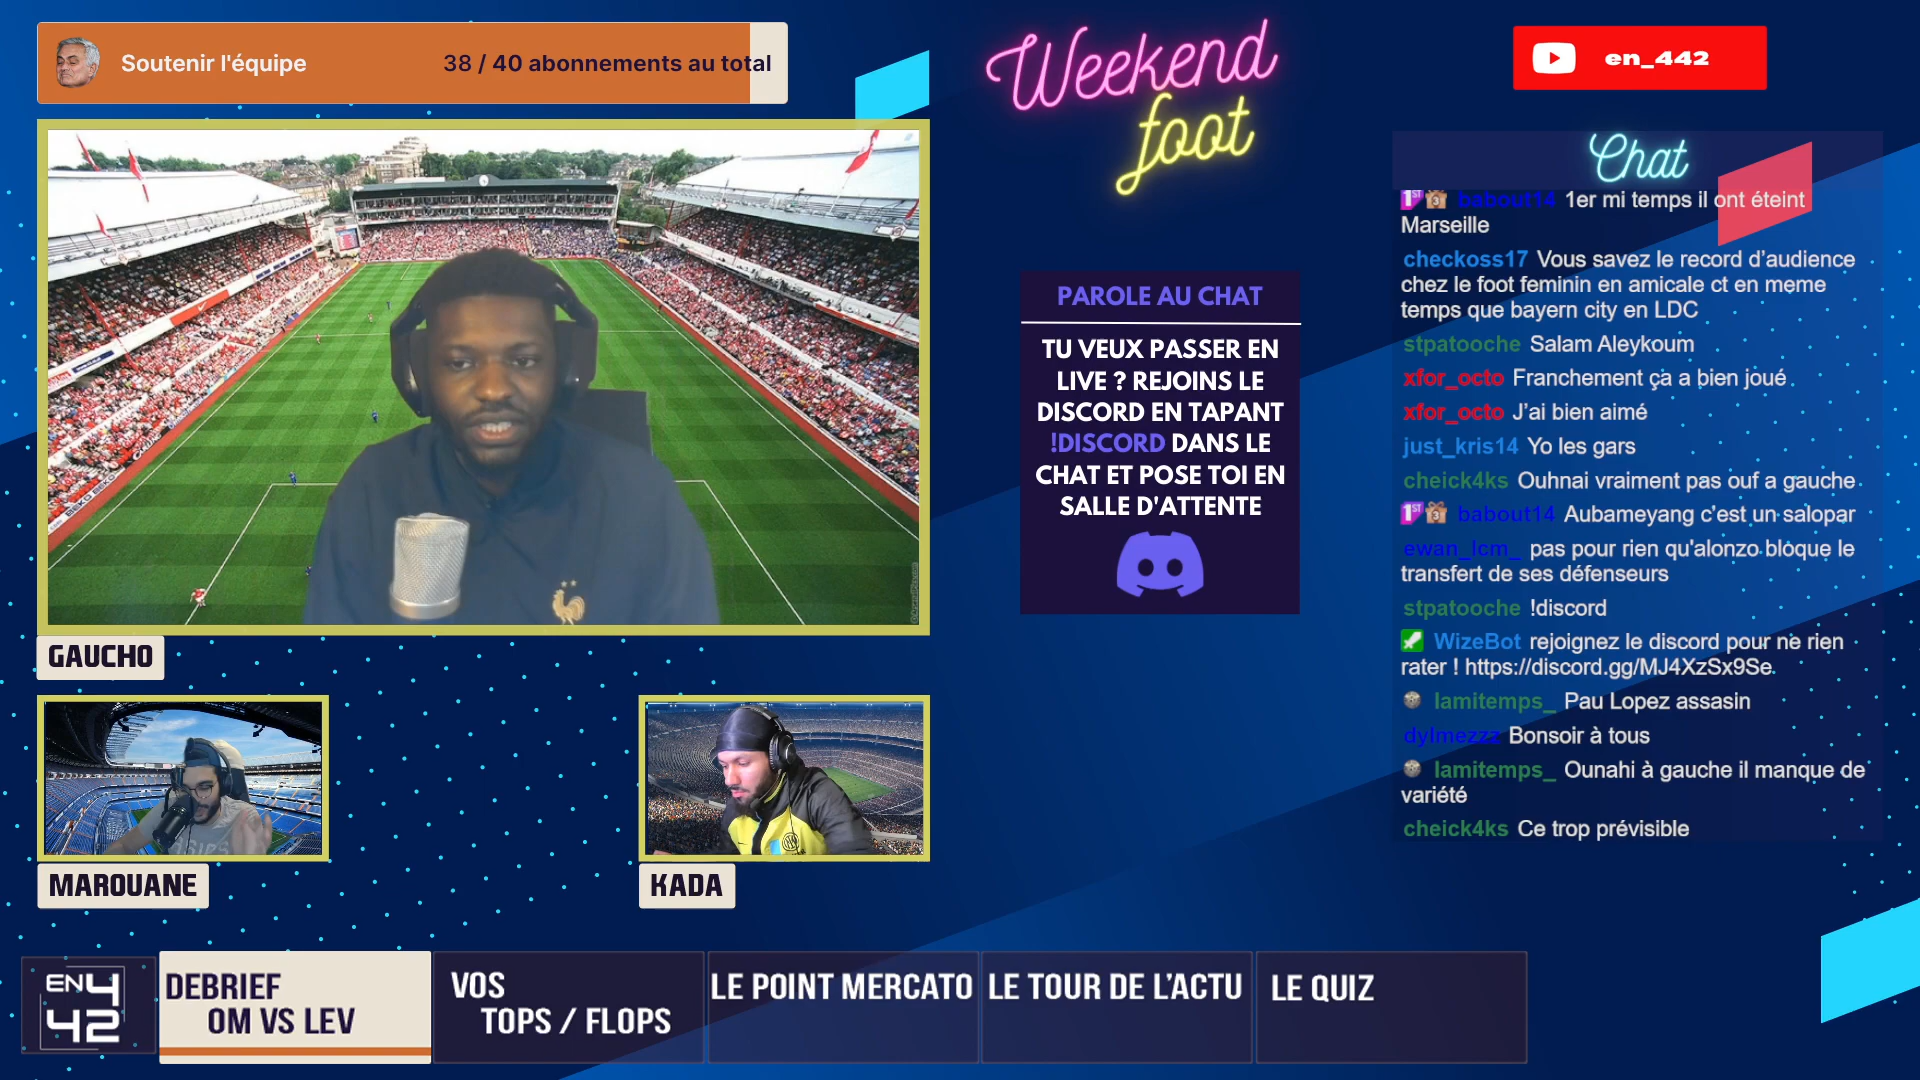 Soutenir l'équipe
38 / 40 abonnements au total
Weekend
foot
en_442
Chat
babout14 1er mi temps il ont éteint
Marseille
checkoss17 Vous savez le record d'audience
chez le foot feminin en amicale ct en meme
temps que bayern city en LDC
stpatooche Salam Aleykoum
xfor_octo Franchement ça a bien joué
xfor_octo J'ai bien aimé
just_kris14 Yo les gars
cheick4ks Ouhnai vraiment pas ouf a gauche
1ST 3 babout14 Aubameyang c'est un salopar
ewan_lcm_ pas pour rien qu'alonzo bloque le
transfert de ses défenseurs
stpatooche !discord
WizeBot rejoignez le discord pour ne rien
rater ! https://discord.gg/MJ4XzSx9Se
lamitemps_ Pau Lopez assasin
dylmezzz Bonsoir à tous
lamitemps_ Ounahi à gauche il manque de
variété
cheick4ks Ce trop prévisible
PAROLE AU CHAT
TU VEUX PASSER EN
LIVE ? REJOINS LE
DISCORD EN TAPANT
!DISCORD DANS LE
CHAT ET POSE TOI EN
SALLE D'ATTENTE
GAUCHO
MAROUANE
KADA
EN 4
42
DEBRIEF
OM VS LEV
VOS
TOPS / FLOPS
LE POINT MERCATO
LE TOUR DE L'ACTU
LE QUIZ